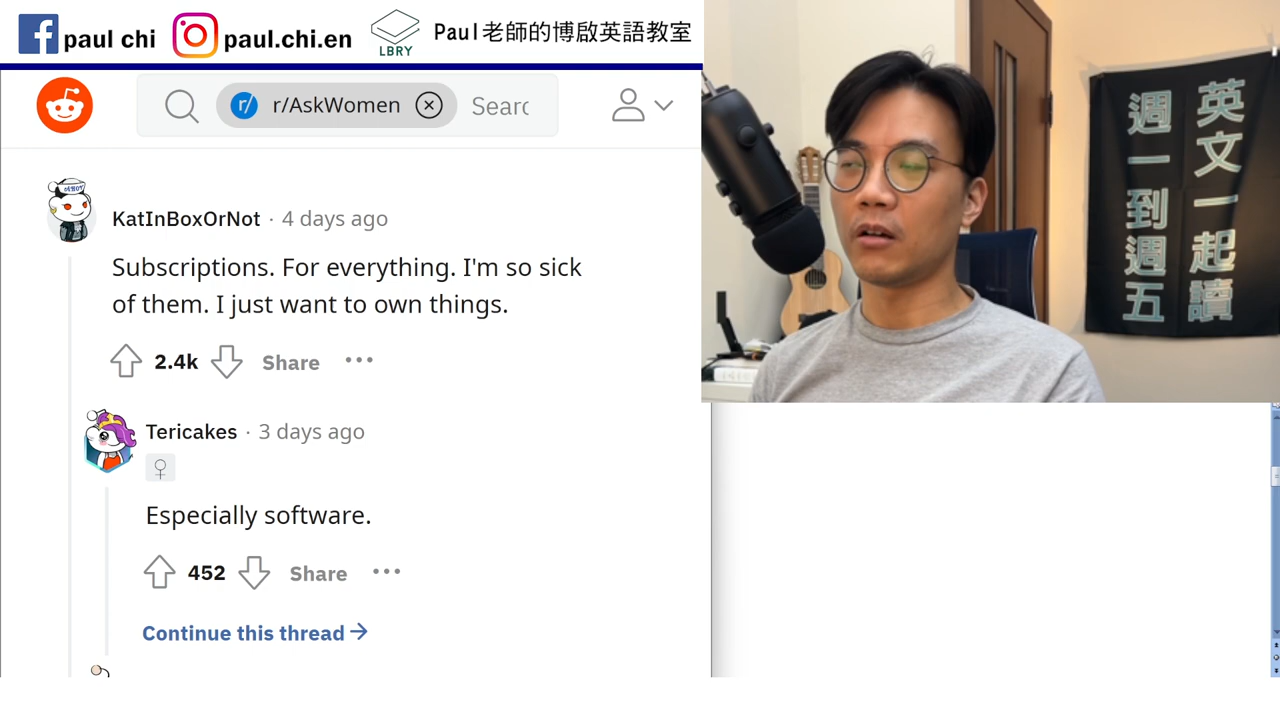 paul chi
paul.chi.en
LBRY
Paul老師的博啟英語教室
r/
r/AskWomen
Searc
英文一起讀
週一到週五
KatInBoxOrNot · 4 days ago
Subscriptions. For everything. I'm so sick
of them. I just want to own things.
2.4k
Share
Tericakes · 3 days ago
Especially software.
452
Share
Continue this thread